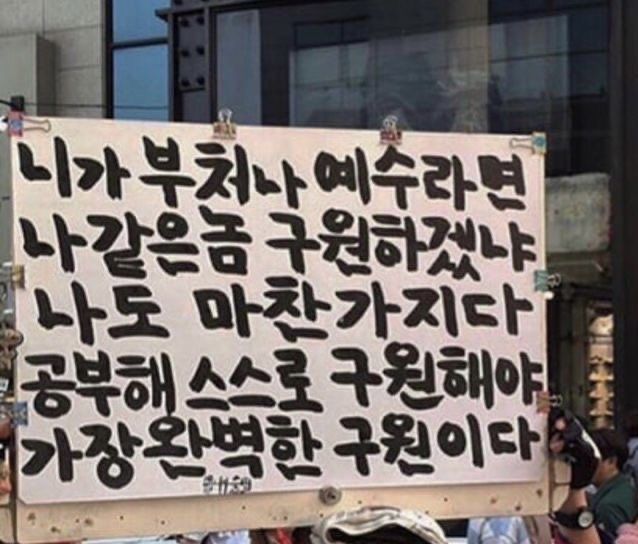 니가 부처나 예수라면
나 같은놈 구원하겠냐
나도 마찬가지다
공부해 스스로 구원해야
가장완벽한 구원이다